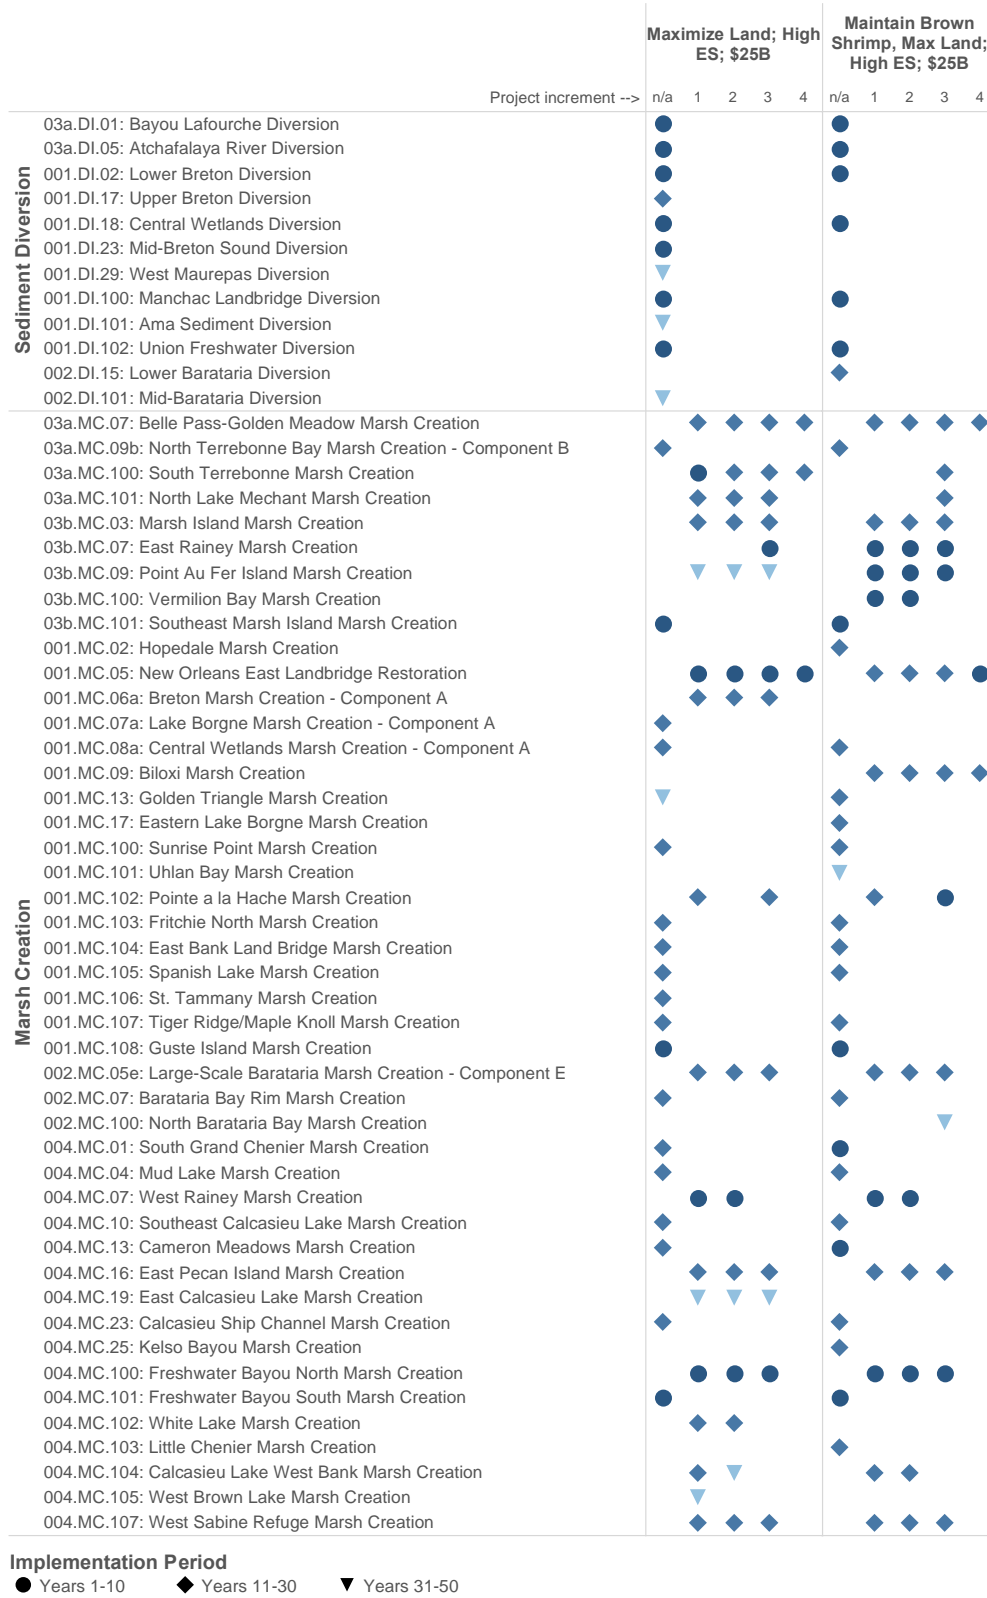 Maximize Land; High
ES; $25B
Maintain Brown
Shrimp, Max Land;
High ES; $25B
Project increment --> n/a 1 2 3 4 n/a 1 2 3 4
Sediment Diversion
03a.DI.01: Bayou Lafourche Diversion
03a.DI.05: Atchafalaya River Diversion
001.DI.02: Lower Breton Diversion
001.DI.17: Upper Breton Diversion
001.DI.18: Central Wetlands Diversion
001.DI.23: Mid-Breton Sound Diversion
001.DI.29: West Maurepas Diversion
001.DI.100: Manchac Landbridge Diversion
001.DI.101: Ama Sediment Diversion
001.DI.102: Union Freshwater Diversion
002.DI.15: Lower Barataria Diversion
002.DI.101: Mid-Barataria Diversion
Marsh Creation
03a.MC.07: Belle Pass-Golden Meadow Marsh Creation
03a.MC.09b: North Terrebonne Bay Marsh Creation - Component B
03a.MC.100: South Terrebonne Marsh Creation
03a.MC.101: North Lake Mechant Marsh Creation
03b.MC.03: Marsh Island Marsh Creation
03b.MC.07: East Rainey Marsh Creation
03b.MC.09: Point Au Fer Island Marsh Creation
03b.MC.100: Vermilion Bay Marsh Creation
03b.MC.101: Southeast Marsh Island Marsh Creation
001.MC.02: Hopedale Marsh Creation
001.MC.05: New Orleans East Landbridge Restoration
001.MC.06a: Breton Marsh Creation - Component A
001.MC.07a: Lake Borgne Marsh Creation - Component A
001.MC.08a: Central Wetlands Marsh Creation - Component A
001.MC.09: Biloxi Marsh Creation
001.MC.13: Golden Triangle Marsh Creation
001.MC.17: Eastern Lake Borgne Marsh Creation
001.MC.100: Sunrise Point Marsh Creation
001.MC.101: Uhlan Bay Marsh Creation
001.MC.102: Pointe a la Hache Marsh Creation
001.MC.103: Fritchie North Marsh Creation
001.MC.104: East Bank Land Bridge Marsh Creation
001.MC.105: Spanish Lake Marsh Creation
001.MC.106: St. Tammany Marsh Creation
001.MC.107: Tiger Ridge/Maple Knoll Marsh Creation
001.MC.108: Guste Island Marsh Creation
002.MC.05e: Large-Scale Barataria Marsh Creation - Component E
002.MC.07: Barataria Bay Rim Marsh Creation
002.MC.100: North Barataria Bay Marsh Creation
004.MC.01: South Grand Chenier Marsh Creation
004.MC.04: Mud Lake Marsh Creation
004.MC.07: West Rainey Marsh Creation
004.MC.10: Southeast Calcasieu Lake Marsh Creation
004.MC.13: Cameron Meadows Marsh Creation
004.MC.16: East Pecan Island Marsh Creation
004.MC.19: East Calcasieu Lake Marsh Creation
004.MC.23: Calcasieu Ship Channel Marsh Creation
004.MC.25: Kelso Bayou Marsh Creation
004.MC.100: Freshwater Bayou North Marsh Creation
004.MC.101: Freshwater Bayou South Marsh Creation
004.MC.102: White Lake Marsh Creation
004.MC.103: Little Chenier Marsh Creation
004.MC.104: Calcasieu Lake West Bank Marsh Creation
004.MC.105: West Brown Lake Marsh Creation
004.MC.107: West Sabine Refuge Marsh Creation
Implementation Period
Years 1-10 Years 11-30 Years 31-50